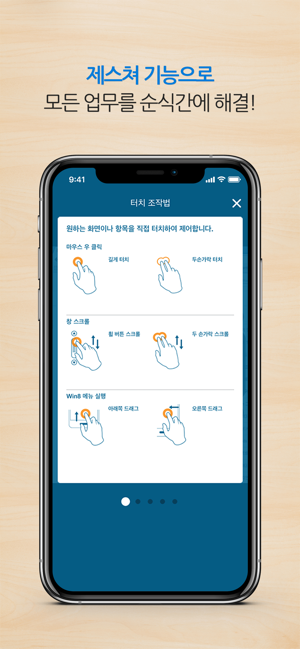 제스쳐 기능으로
모든 업무를 순식간에 해결!
9:41
터치 조작법
원하는 화면이나 항목을 직접 터치하여 제어합니다.
마우스 우 클릭
길게 터치
두손가락 터치
창 스크롤
휠 버튼 스크롤
두 손가락 스크롤
Win8 메뉴 실행
아래쪽 드래그
오른쪽 드래그